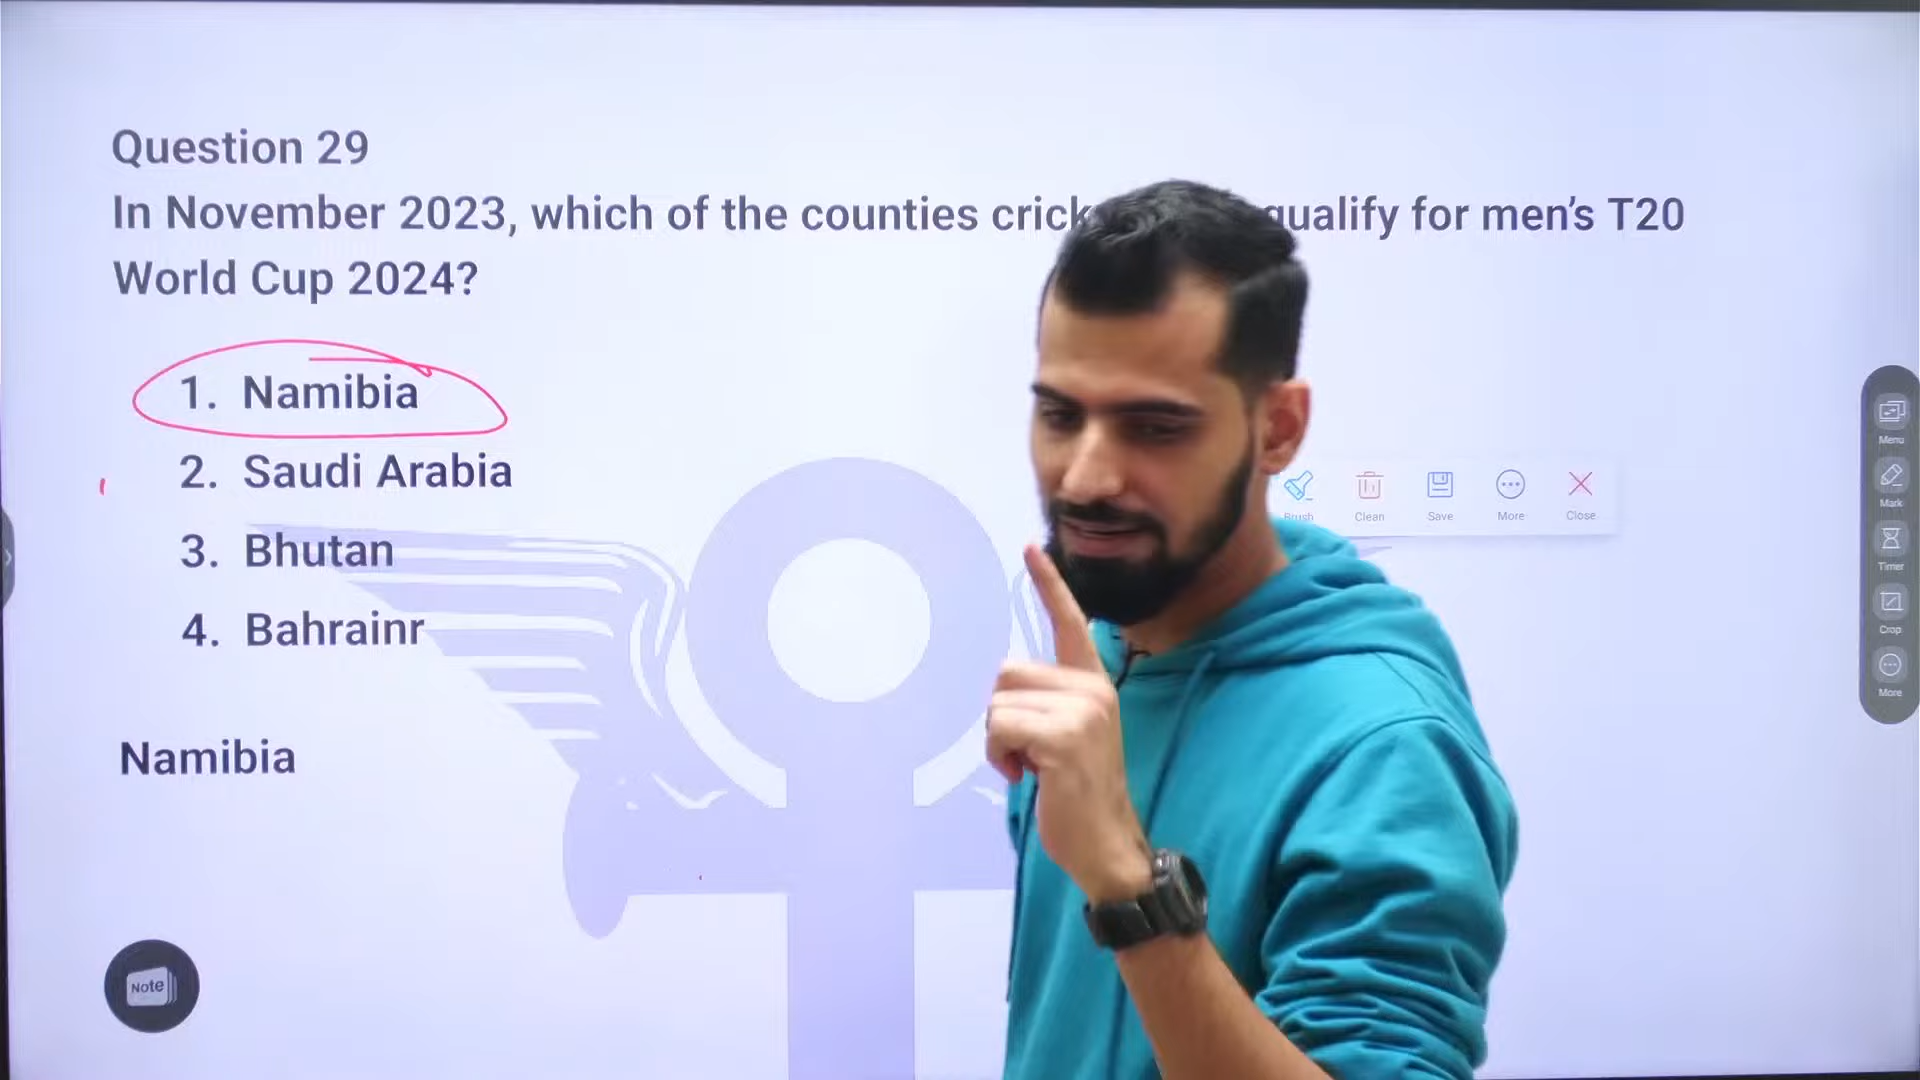 Question 29
In November 2023, which of the counties qualify for men's T20
World Cup 2024?
1. Namibia
2. Saudi Arabia
3. Bhutan
4. Bahrainr
Namibia
Brush
Clean
Save
More
Close
Menu
Mark
Timer
Crop
More
Note